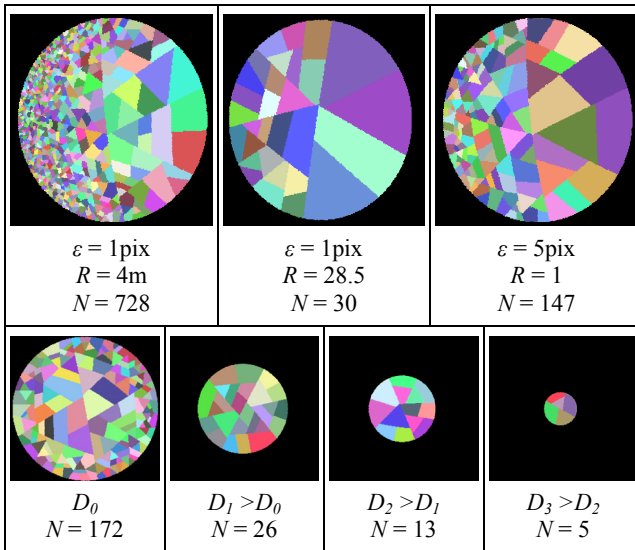 ε = 1pix
R = 4m
N = 728
ε = 1pix
R = 28.5
N = 30
ε = 5pix
R = 1
N = 147
D₀
N = 172
D₁ >D₀
N = 26
D₂ >D₁
N = 13
D₃ >D₂
N = 5